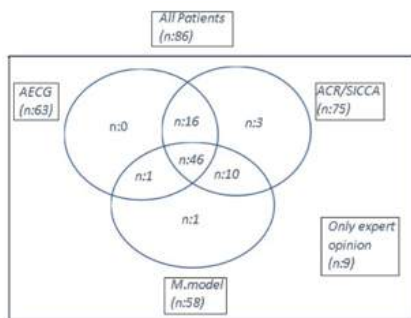 All Patients
(n:86)
AECG
(n:63)
ACR/SICCA
(n:75)
n:0
n:16
n:3
n:46
n:1
n:10
n:1
Only expert
opinion
(n:9)
M.model
(n:58)